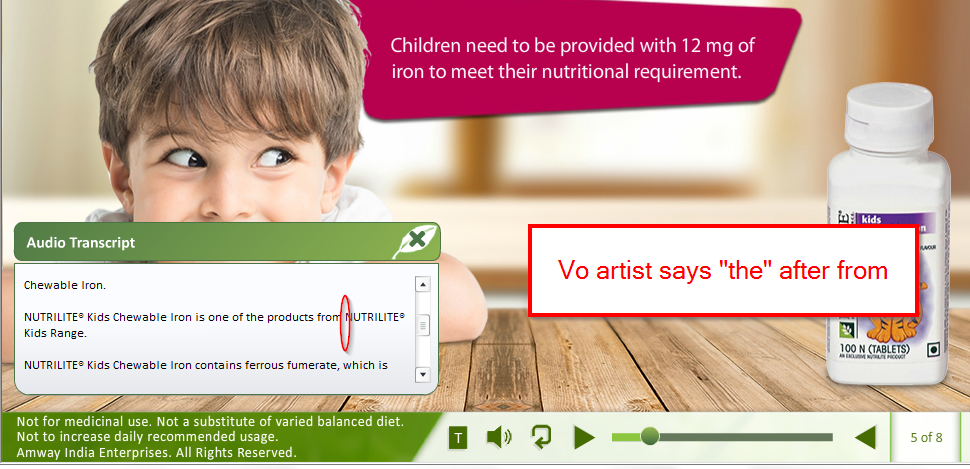 Children need to be provided with 12 mg of
iron to meet their nutritional requirement.
kids
Audio Transcript
Chewable Iron.
NUTRILITE® Kids Chewable Iron is one of the products from NUTRILITE®
Kids Range.
NUTRILITE® Kids Chewable Iron contains ferrous fumerate, which is
Vo artist says "the" after from
100 N (TABLETS)
AN EXCLUSIVE NUTRILITE PRODUCT
Not for medicinal use. Not a substitute of varied balanced diet.
Not to increase daily recommended usage.
Amway India Enterprises. All Rights Reserved.
T
5 of 8